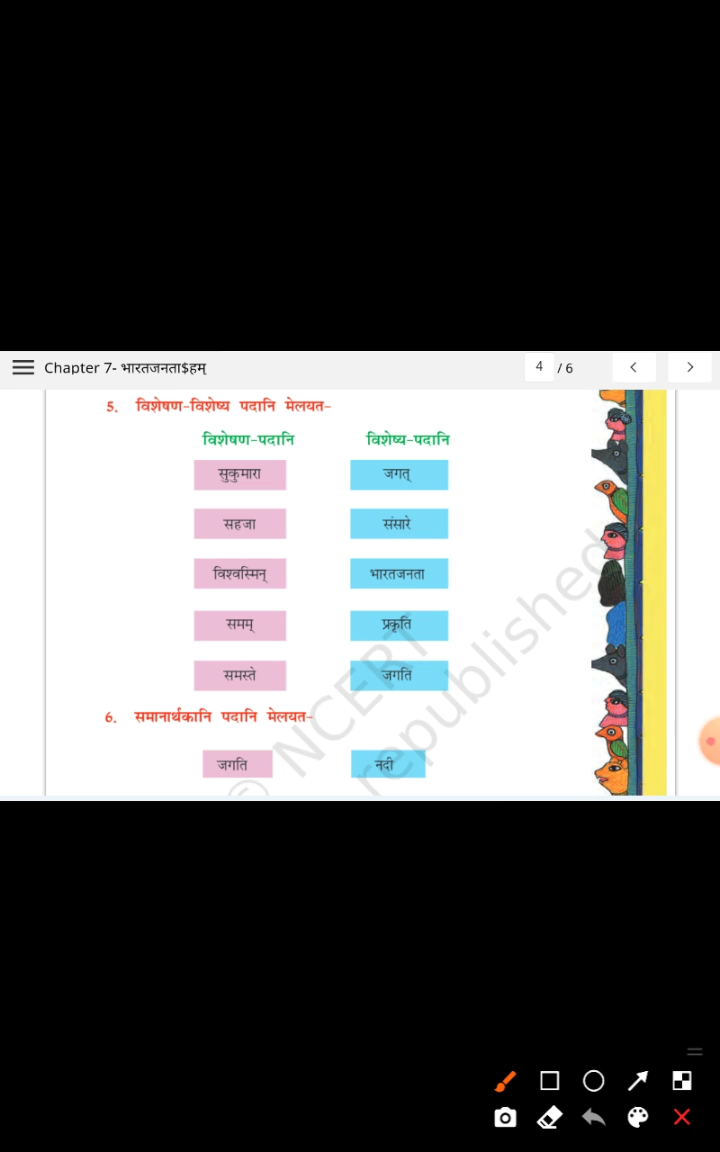 Chapter 7- भारतजनता$हम्
4 / 6
5. विशेषण-विशेष्य पदानि मेलयत-
विशेषण-पदानि विशेष्य-पदानि
सुकुमारा जगत्
सहजा संसारे
विश्वस्मिन् भारतजनता
समम् प्रकृति
समस्ते जगति
6. समानार्थकानि पदानि मेलयत-
जगति नदी
© NCERT
republished